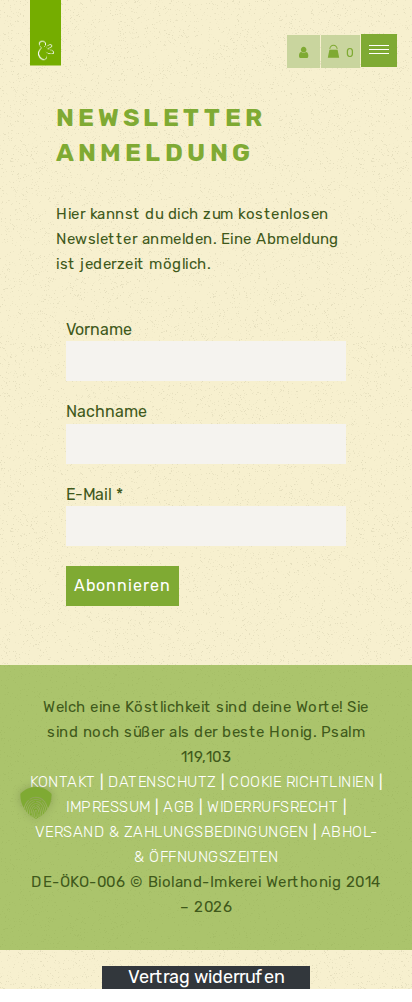 0
NEWSLETTER
ANMELDUNG
Hier kannst du dich zum kostenlosen
Newsletter anmelden. Eine Abmeldung
ist jederzeit möglich.
Vorname
Nachname
E-Mail *
Abonnieren
Welch eine Köstlichkeit sind deine Worte! Sie
sind noch süßer als der beste Honig. Psalm
119,103
KONTAKT | DATENSCHUTZ | COOKIE RICHTLINIEN |
IMPRESSUM | AGB | WIDERRUFSRECHT |
VERSAND & ZAHLUNGSBEDINGUNGEN | ABHOL-
& ÖFFNUNGSZEITEN
DE-ÖKO-006 © Bioland-Imkerei Werthonig 2014
– 2026
Vertrag widerrufen